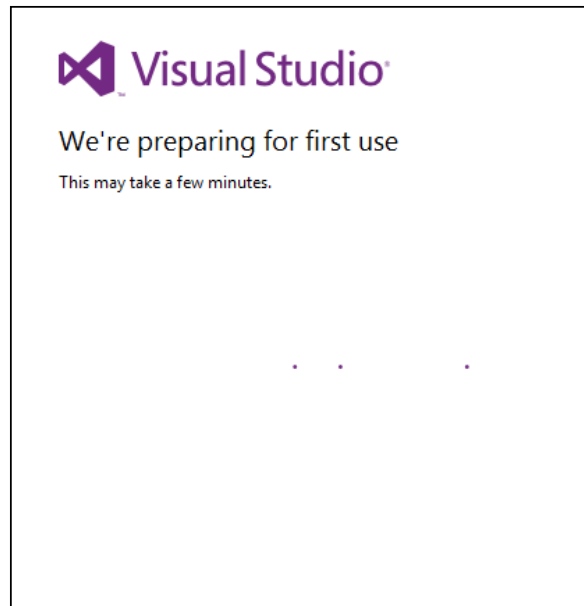 Visual Studio®
We're preparing for first use
This may take a few minutes.